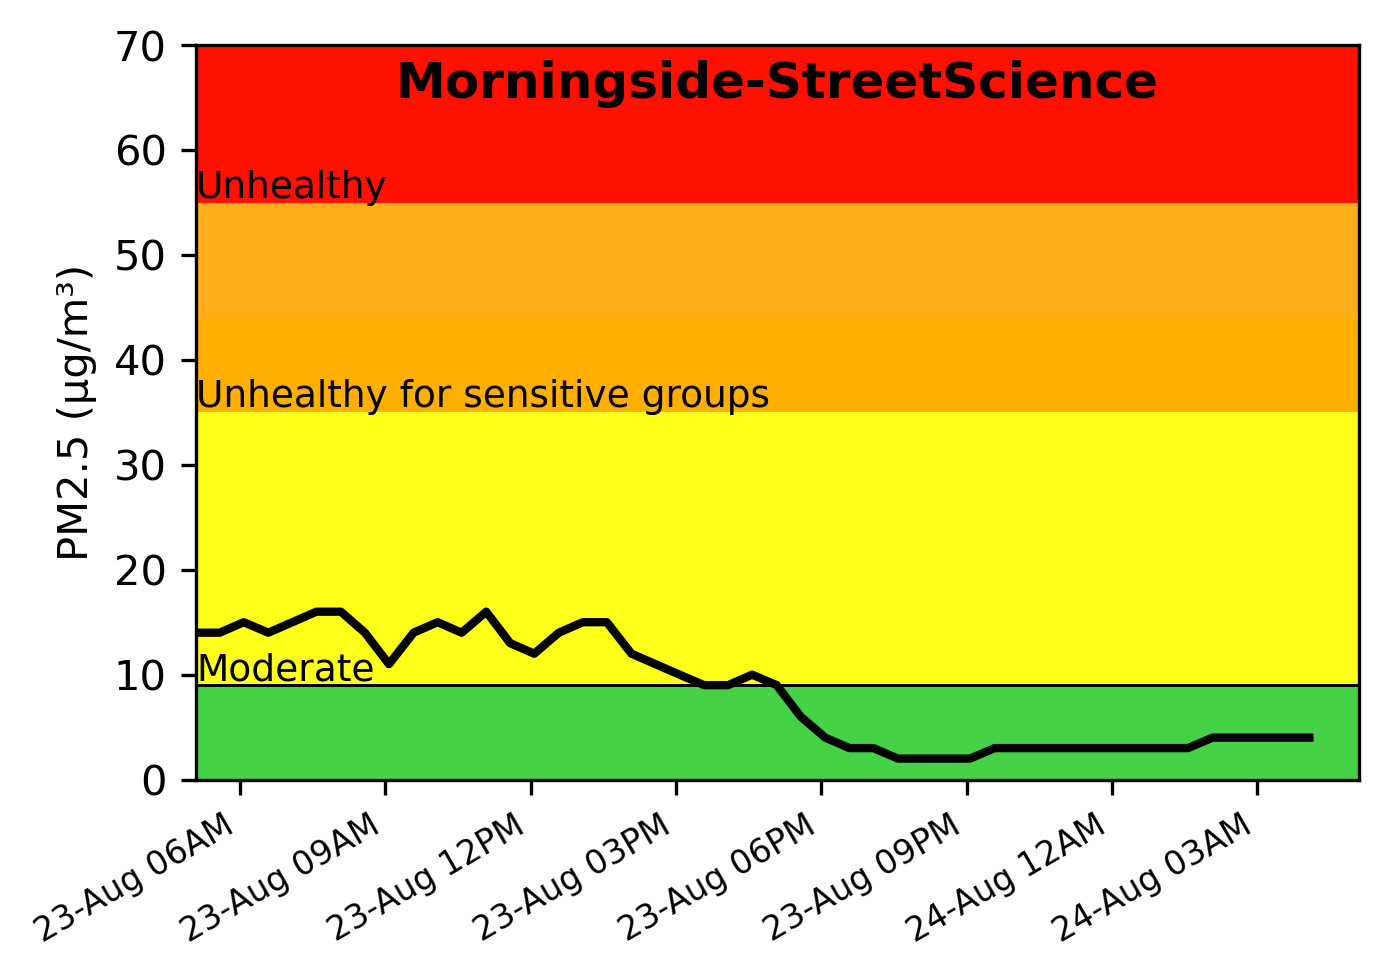 Morningside-StreetScience
70
60
Unhealthy
50
40
Unhealthy for sensitive groups
30
20
10
Moderate
0
PM2.5 (µg/m³)
23-Aug 06AM
23-Aug 09AM
23-Aug 12PM
23-Aug 03PM
23-Aug 06PM
23-Aug 09PM
24-Aug 12AM
24-Aug 03AM